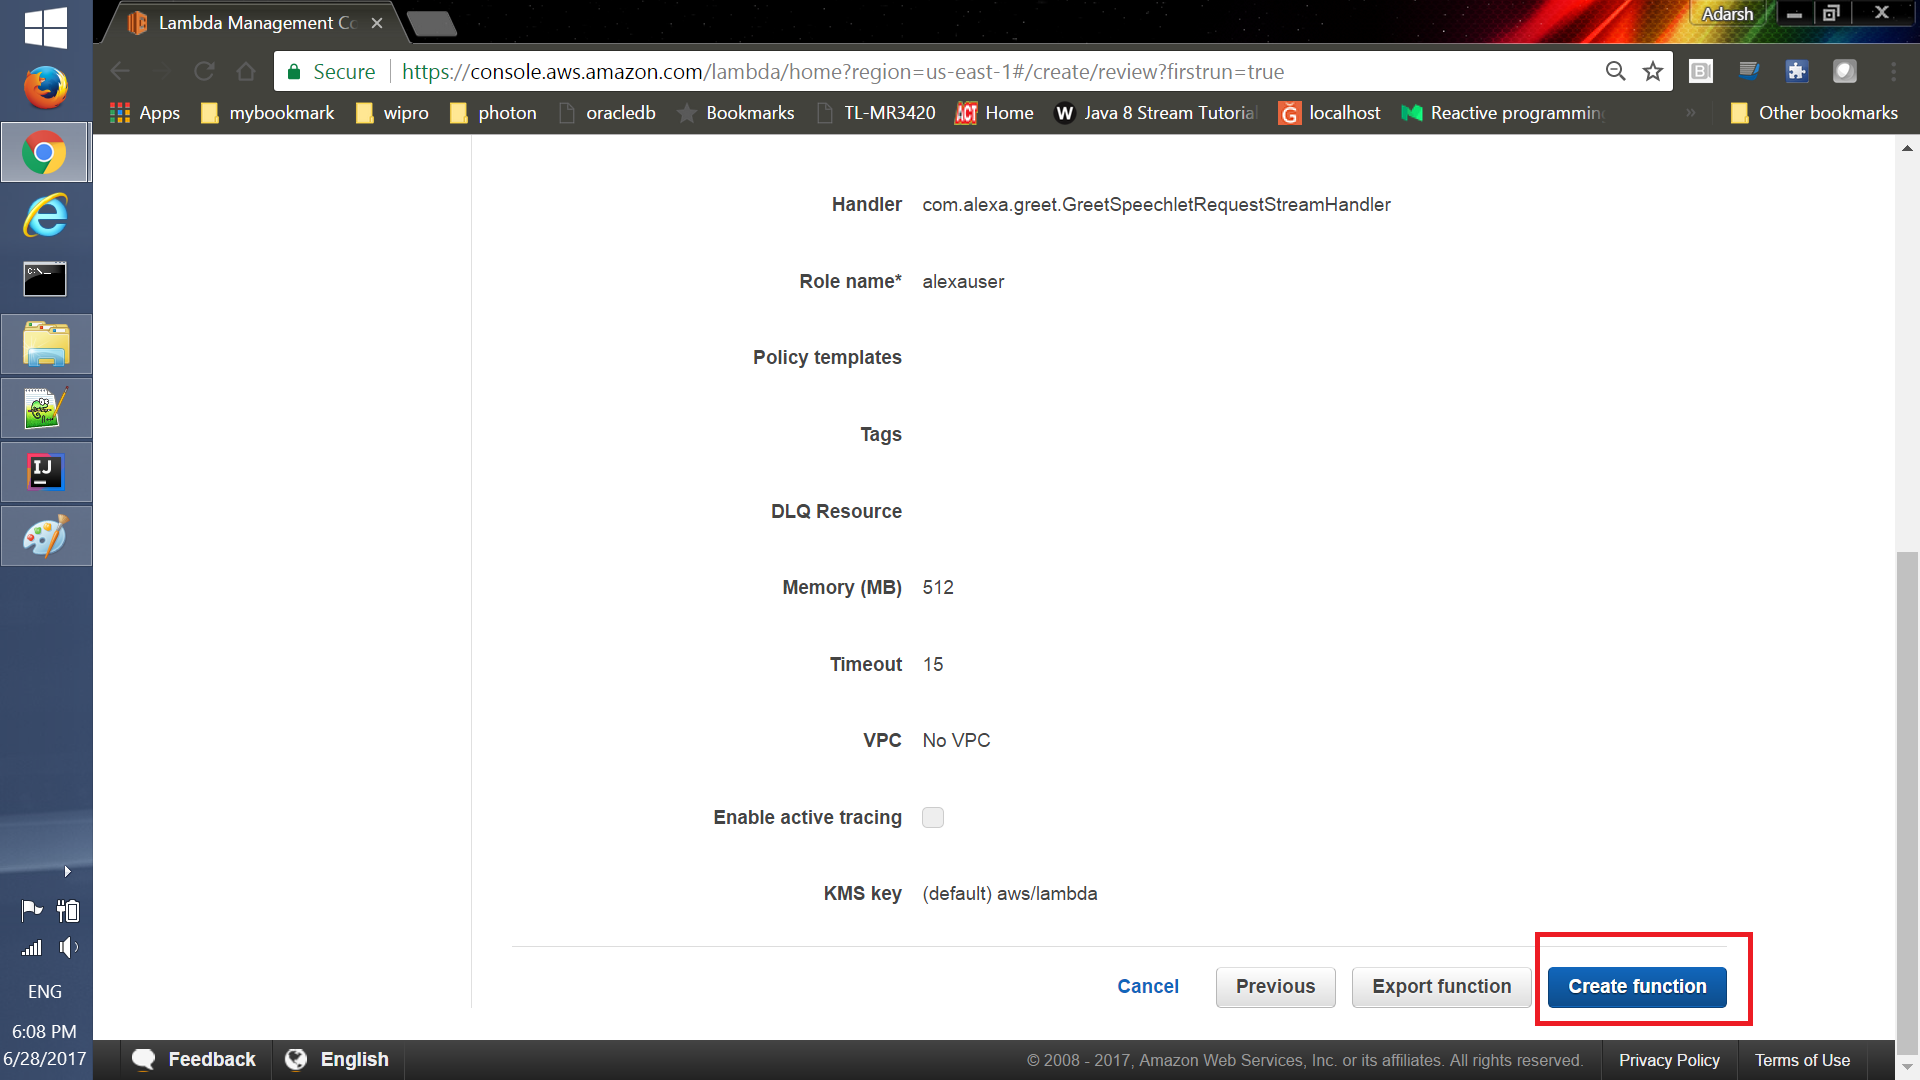 Lambda Management Co
Adarsh
Secure https://console.aws.amazon.com/lambda/home?region=us-east-1#/create/review?firstrun=true
Apps mybookmark wipro photon oracledb Bookmarks TL-MR3420 ACT Home W Java 8 Stream Tutorial Ğ localhost Reactive programming » Other bookmarks
Handler com.alexa.greet.GreetSpeechletRequestStreamHandler
Role name* alexauser
Policy templates
Tags
DLQ Resource
Memory (MB) 512
Timeout 15
VPC No VPC
Enable active tracing
KMS key (default) aws/lambda
Cancel Previous Export function Create function
Feedback English © 2008 - 2017, Amazon Web Services, Inc. or its affiliates. All rights reserved. Privacy Policy Terms of Use
C:\_
IJ
ENG
6:08 PM
6/28/2017